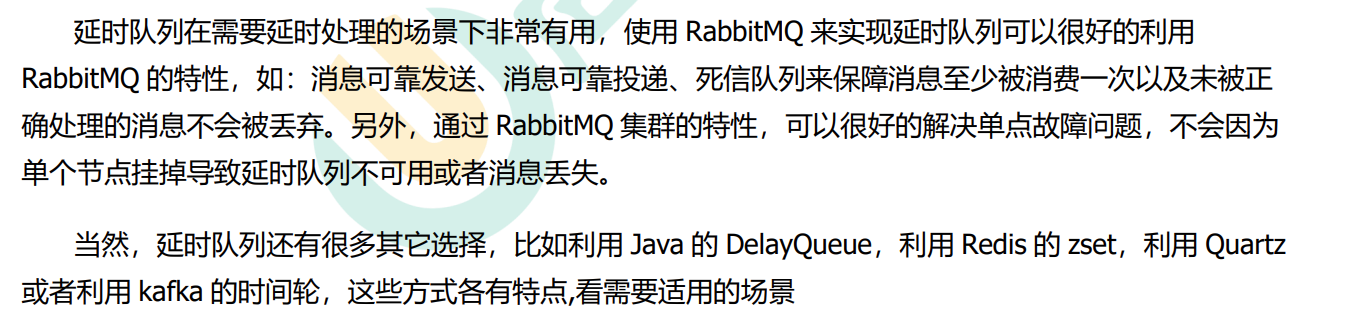 延时队列在需要延时处理的场景下非常有用，使用 RabbitMQ 来实现延时队列可以很好的利用
RabbitMQ 的特性，如：消息可靠发送、消息可靠投递、死信队列来保障消息至少被消费一次以及未被正
确处理的消息不会被丢弃。另外，通过 RabbitMQ 集群的特性，可以很好的解决单点故障问题，不会因为
单个节点挂掉导致延时队列不可用或者消息丢失。
当然，延时队列还有很多其它选择，比如利用 Java 的 DelayQueue，利用 Redis 的 zset，利用 Quartz
或者利用 kafka 的时间轮，这些方式各有特点,看需要适用的场景